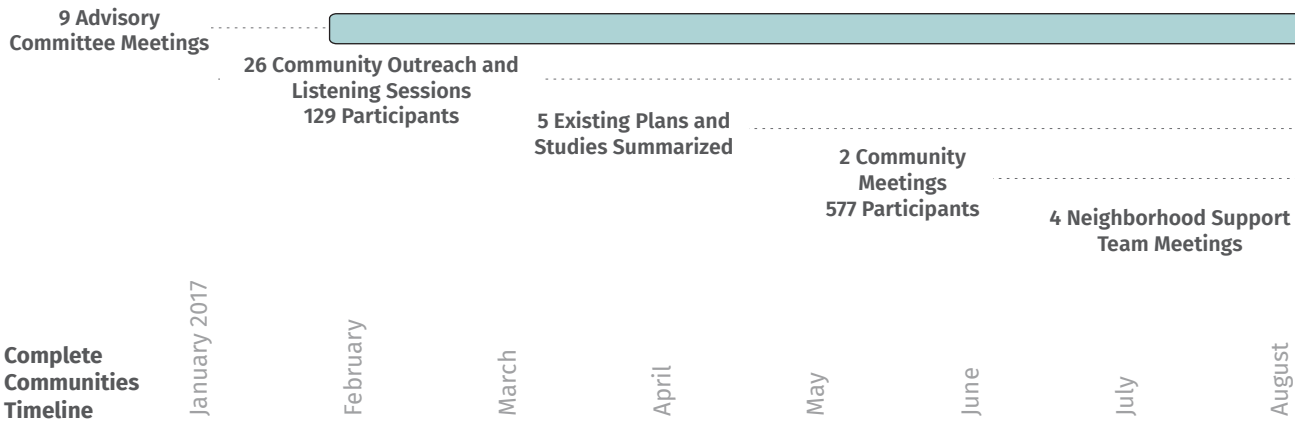 9 Advisory
Committee Meetings
26 Community Outreach and
Listening Sessions
129 Participants
5 Existing Plans and
Studies Summarized
2 Community
Meetings
577 Participants
4 Neighborhood Support
Team Meetings
Complete
Communities
Timeline
January 2017
February
March
April
May
June
July
August